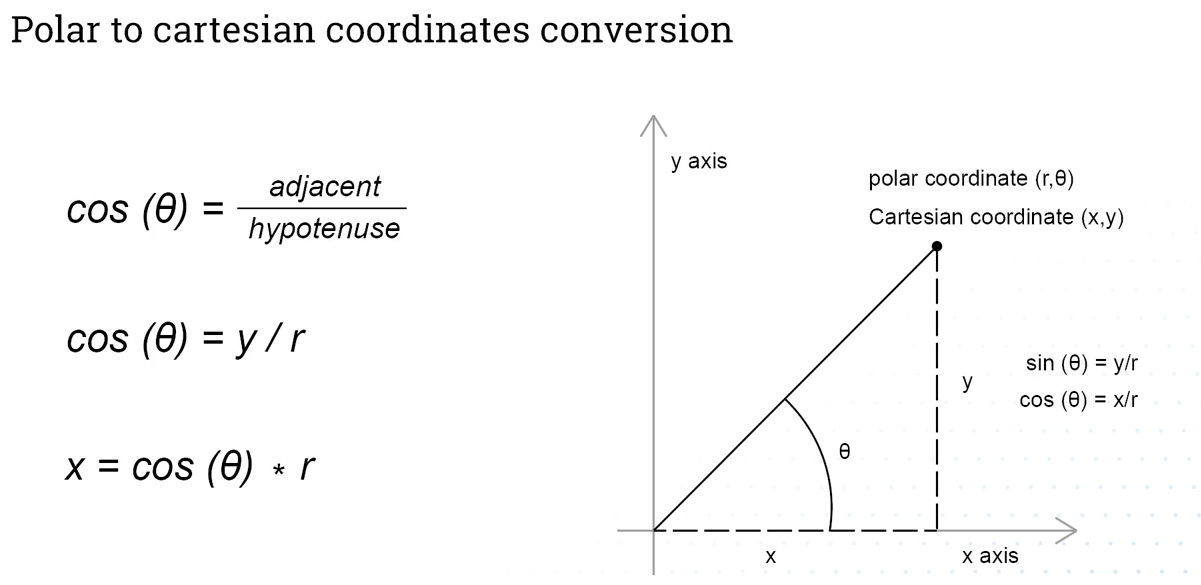 Polar to cartesian coordinates conversion
cos (θ) = adjacent / hypotenuse
cos (θ) = y / r
x = cos (θ) * r
y axis
polar coordinate (r,θ)
Cartesian coordinate (x,y)
y
sin (θ) = y/r
cos (θ) = x/r
θ
x
x axis